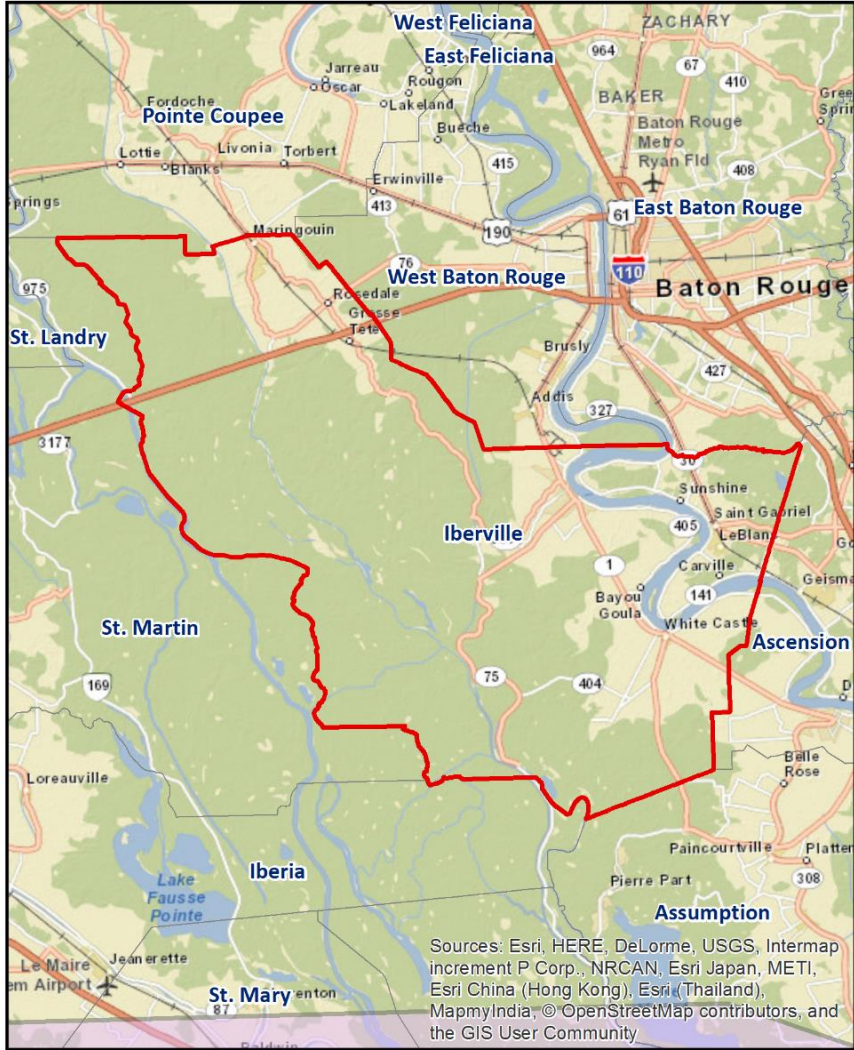 West Feliciana
ZACHARY
East Feliciana
964
67
Jarreau
Oscar
Rougon
410
Lakeland
BAKER
Fordoche
Pointe Coupee
Baton Rouge
Metro
Ryan Fld
Bueche
Livonia
Torbert
Lottie
Blanks
415
408
Erwinville
413
61
East Baton Rouge
190
Maringouin
76
West Baton Rouge
110
Baton Rouge
975
Rosedale
Grosse
Tete
St. Landry
Brusly
427
Addis
327
3177
30
Sunshine
Saint Gabriel
405
LeBlanc
Iberville
1
Carville
Bayou
Goula
141
St. Martin
White Castle
Ascension
169
75
404
Loreauville
Belle
Rose
Paincourtville
308
Iberia
Lake
Fausse
Pointe
Pierre Part
Assumption
Le Maire
Jeanerette
St. Mary
87
Sources: Esri, HERE, DeLorme, USGS, Intermap
increment P Corp., NRCAN, Esri Japan, METI,
Esri China (Hong Kong), Esri (Thailand),
MapmyIndia, © OpenStreetMap contributors, and
the GIS User Community